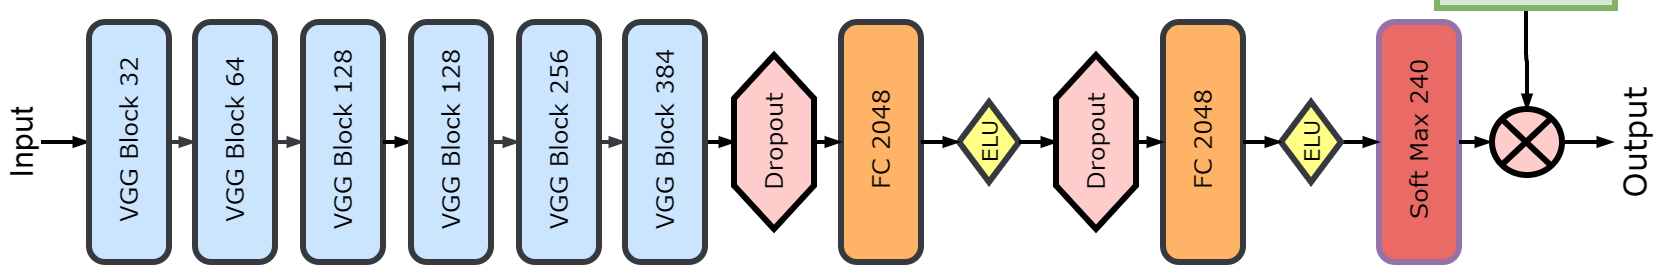 Input
VGG Block 32
VGG Block 64
VGG Block 128
VGG Block 128
VGG Block 256
VGG Block 384
Dropout
FC 2048
ELU
Dropout
FC 2048
ELU
Soft Max 240
Output